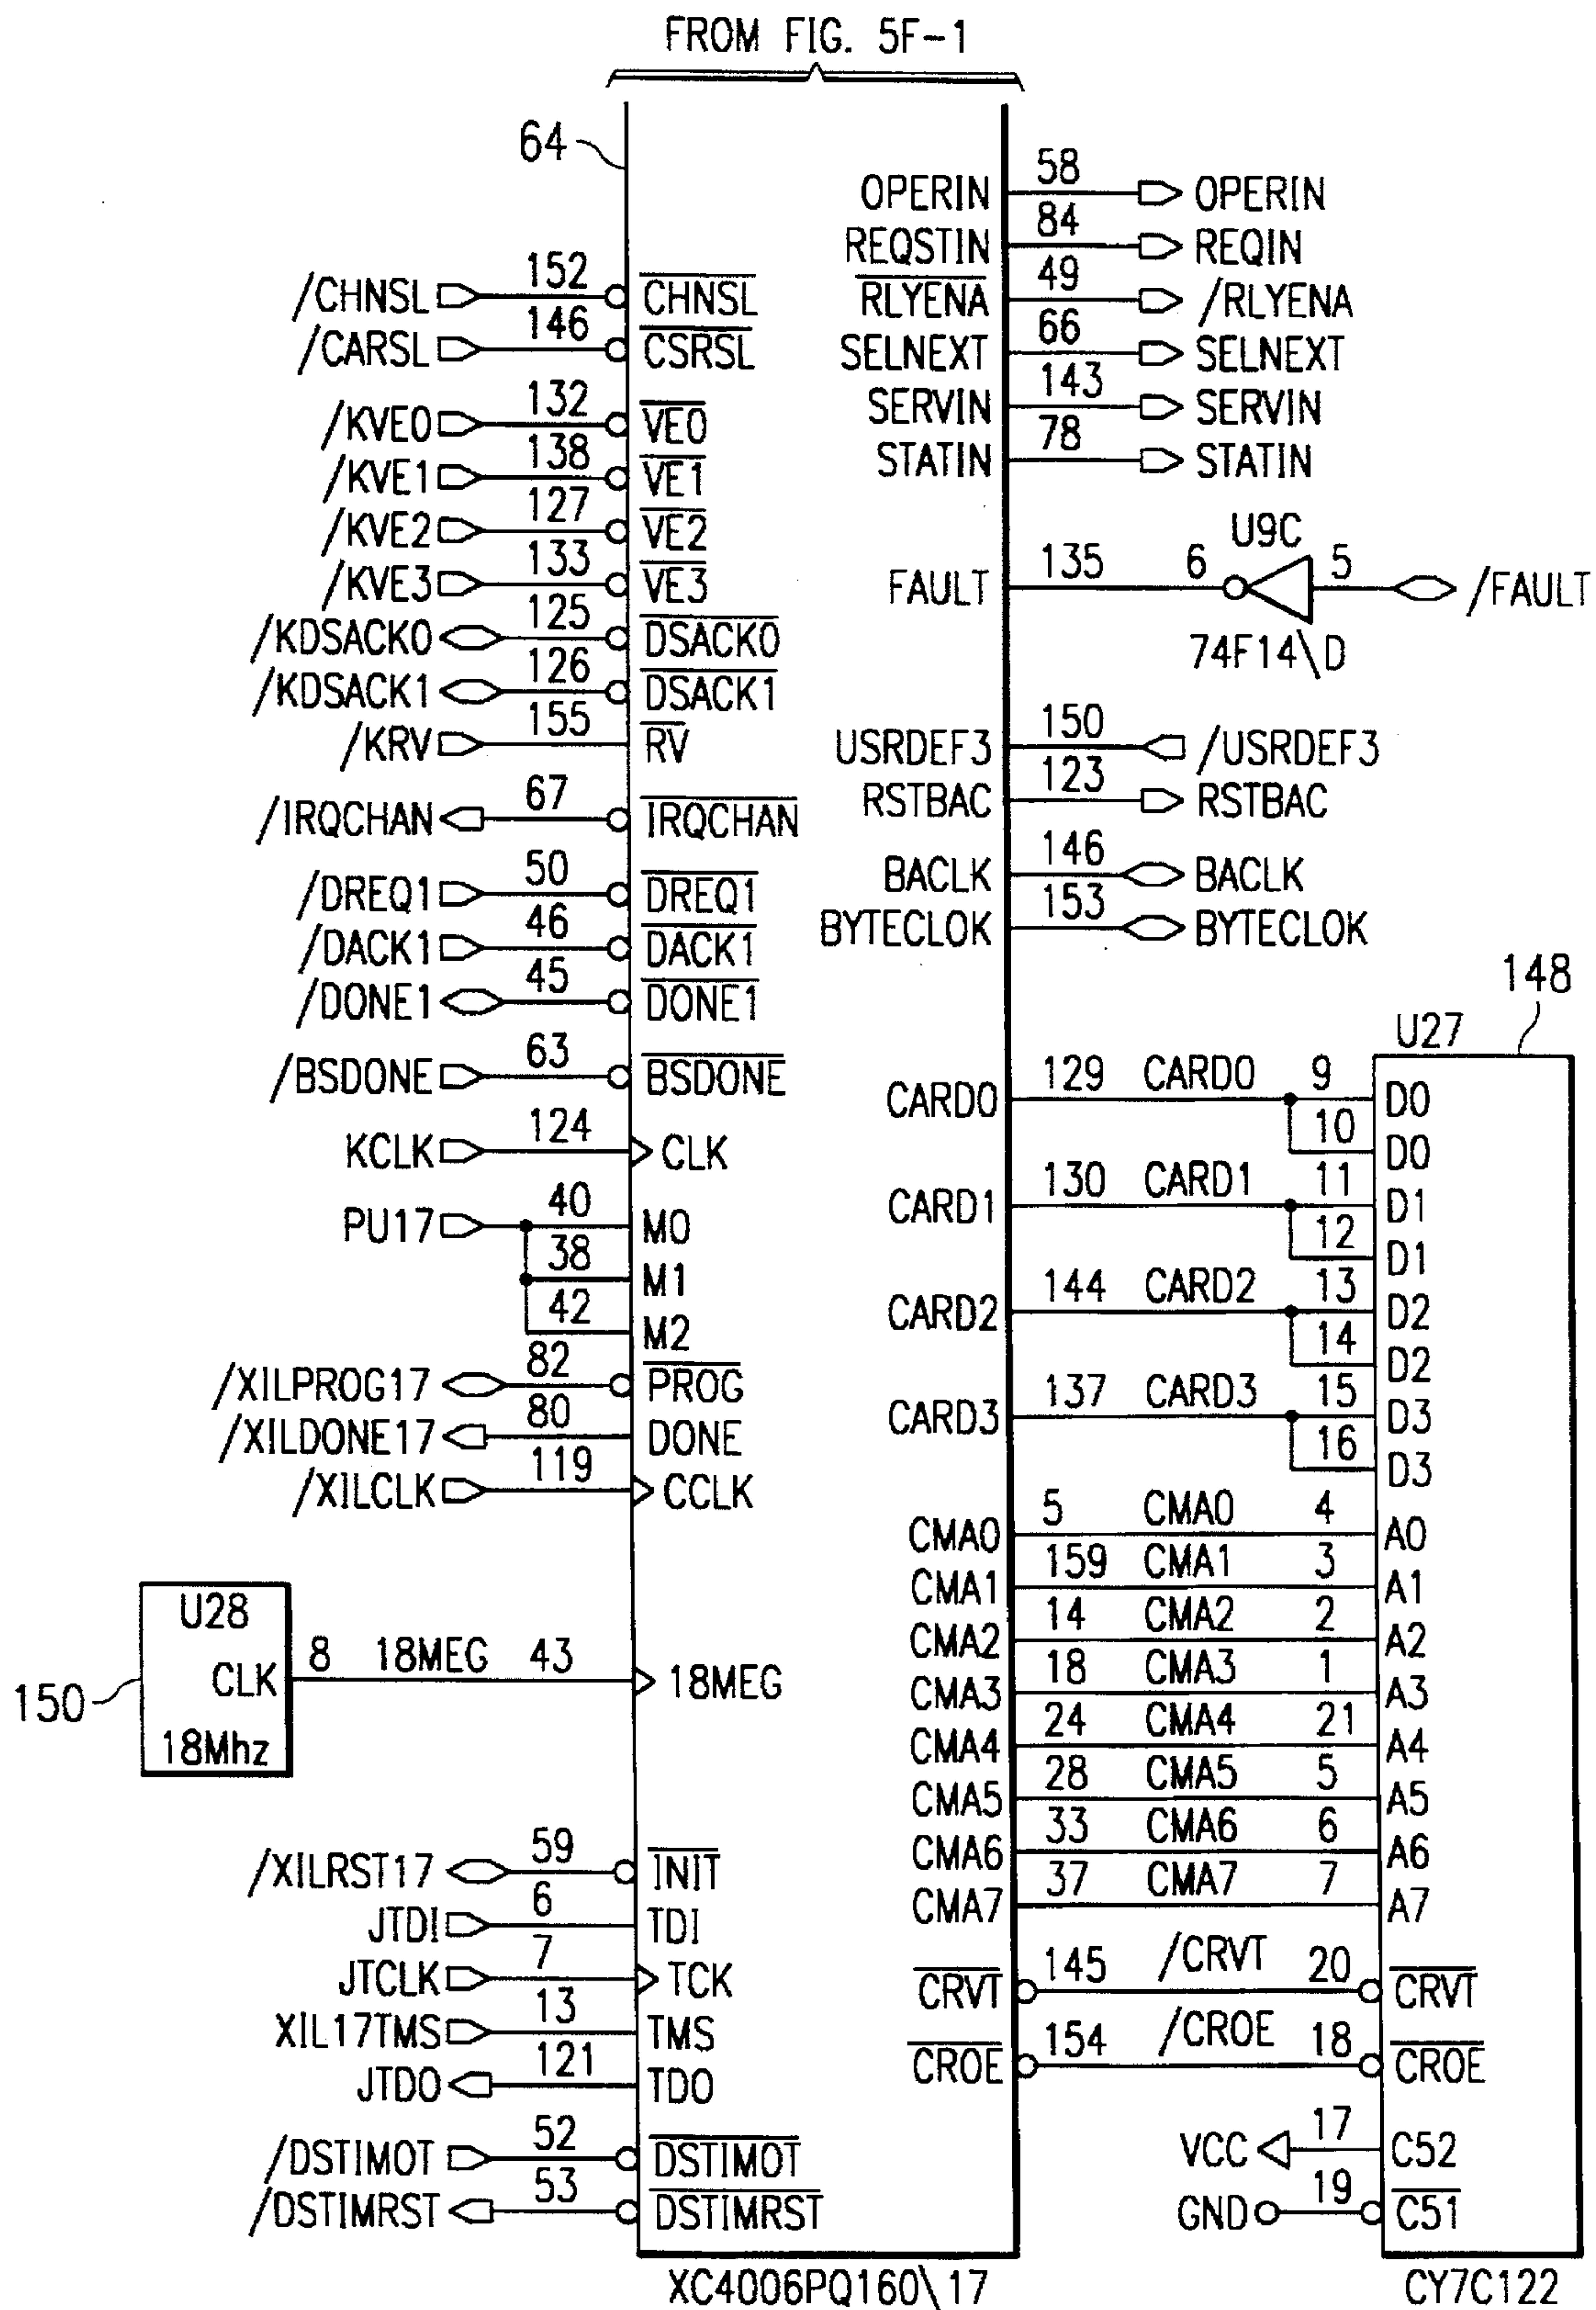 FROM FIG. 5F-1
64
OPERIN 58 OPERIN
REQSTIN 84 REQIN
/CHNSL 152 CHNSL
RLYENA 49 /RLYENA
/CARSL 146 CSRSL
SELNEXT 66 SELNEXT
/KVE0 132 VE0
SERVIN 143 SERVIN
/KVE1 138 VE1
STATIN 78 STATIN
/KVE2 127 VE2
U9C
/KVE3 133 VE3
FAULT 135 6 5 /FAULT
/KDSACK0 125 DSACK0
74F14\D
/KDSACK1 126 DSACK1
/KRV 155 RV
USRDEF3 150 /USRDEF3
RSTBAC 123 RSTBAC
/IRQCHAN 67 IRQCHAN
BACLK 146 BACLK
/DREQ1 50 DREQ1
BYTECLOK 153 BYTECLOK
/DACK1 46 DACK1
/DONE1 45 DONE1
148
U27
/BSDONE 63 BSDONE
CARD0 129 CARD0 9 D0
10 D0
KCLK 124 CLK
CARD1 130 CARD1 11 D1
PU17 40 M0
12 D1
38 M1
CARD2 144 CARD2 13 D2
42 M2
14 D2
/XILPROG17 82 PROG
CARD3 137 CARD3 15 D3
/XILDONE17 80 DONE
16 D3
/XILCLK 119 CCLK
CMA0 5 CMA0 4 A0
CMA1 159 CMA1 3 A1
CMA2 14 CMA2 2 A2
CMA3 18 CMA3 1 A3
CMA4 24 CMA4 21 A4
CMA5 28 CMA5 5 A5
CMA6 33 CMA6 6 A6
CMA7 37 CMA7 7 A7
U28
CLK 8 18MEG 43 18MEG
150
18Mhz
/XILRST17 59 INIT
JTDI 6 TDI
JTCLK 7 TCK
CRVT 145 /CRVT 20 CRVT
XIL17TMS 13 TMS
CROE 154 /CROE 18 CROE
JTDO 121 TDO
/DSTIMOT 52 DSTIMOT
VCC 17 C52
/DSTIMRST 53 DSTIMRST
GND 19 C51
XC4006PQ160\17
CY7C122